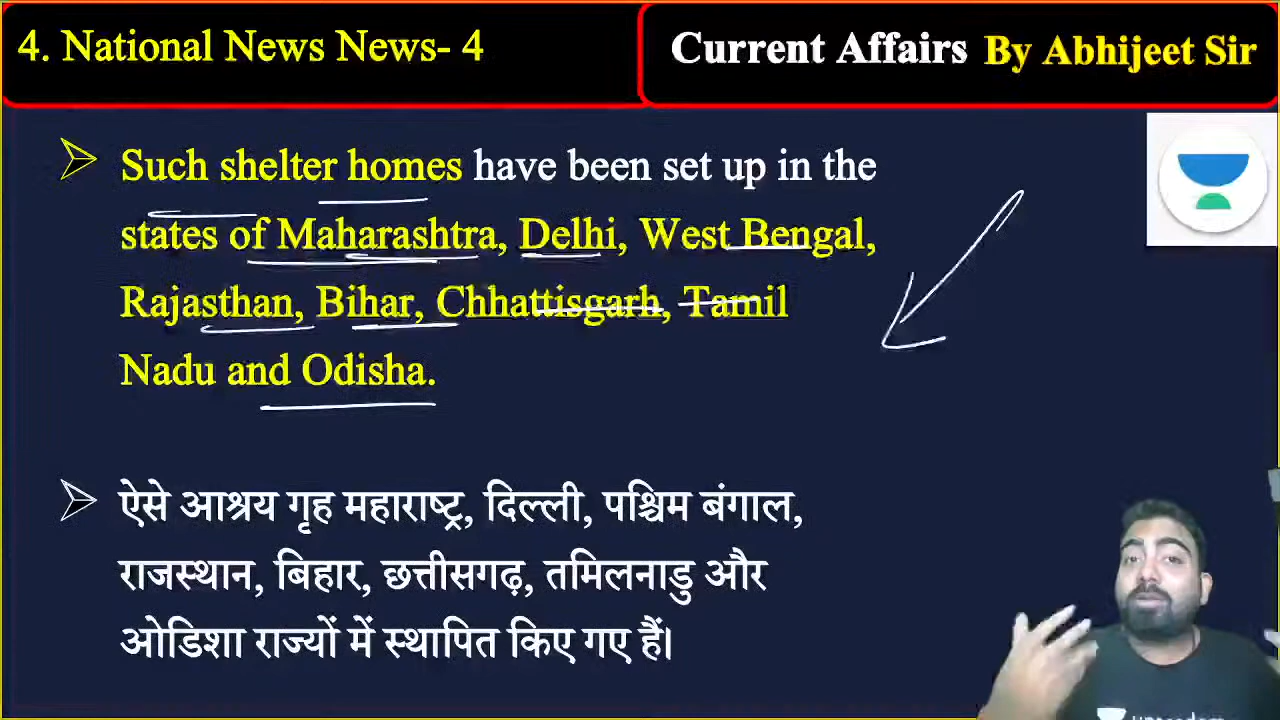 4. National News News- 4
Current Affairs By Abhijeet Sir
Such shelter homes have been set up in the
states of Maharashtra, Delhi, West Bengal,
Rajasthan, Bihar, Chhattisgarh, Tamil
Nadu and Odisha.
ऐसे आश्रय गृह महाराष्ट्र, दिल्ली, पश्चिम बंगाल,
राजस्थान, बिहार, छत्तीसगढ़, तमिलनाडु और
ओडिशा राज्यों में स्थापित किए गए हैं।